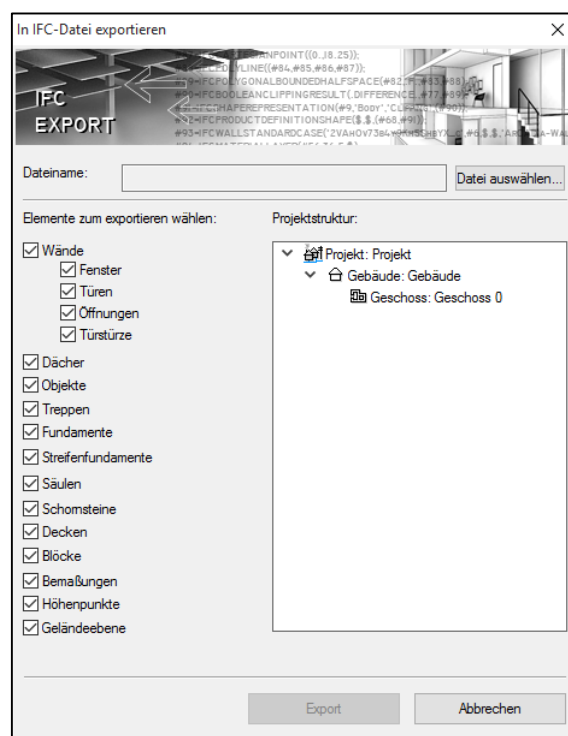 In IFC-Datei exportieren
IFC
EXPORT
Dateiname:
Datei auswählen...
Elemente zum exportieren wählen:
Projektstruktur:
Wände
Fenster
Türen
Öffnungen
Türstürze
Dächer
Objekte
Treppen
Fundamente
Streifenfundamente
Säulen
Schornsteine
Decken
Blöcke
Bemaßungen
Höhenpunkte
Geländeebene
Projekt: Projekt
Gebäude: Gebäude
Geschoss: Geschoss 0
Export
Abbrechen